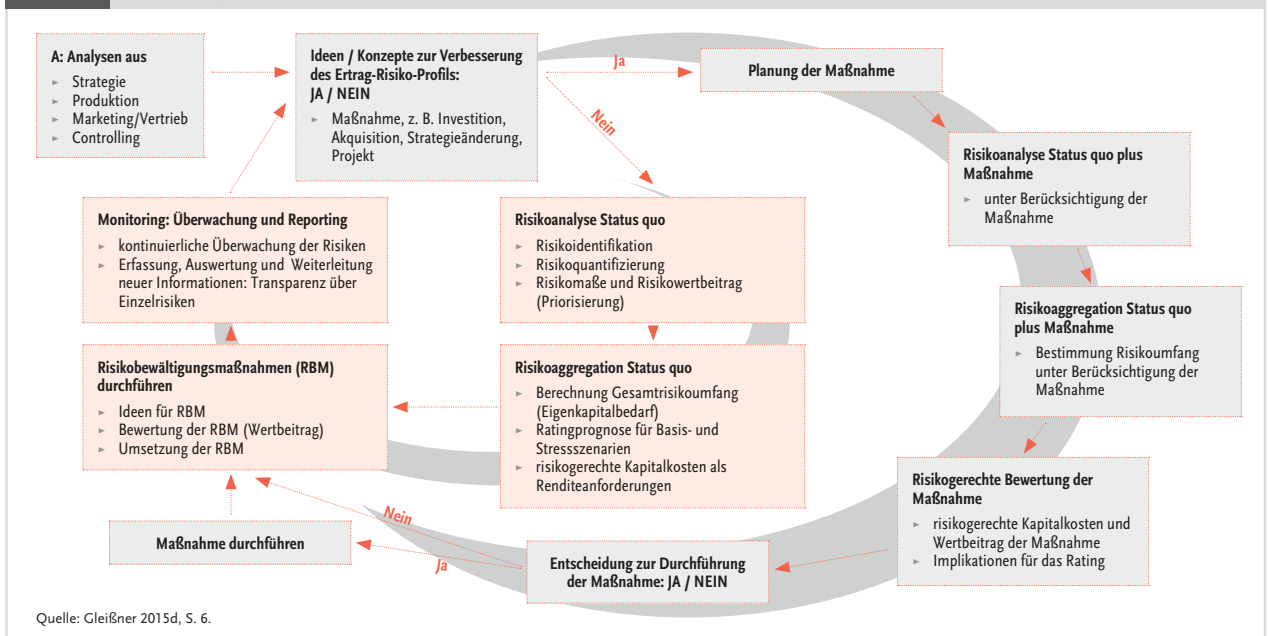 A: Analysen aus
► Strategie
► Produktion
► Marketing/Vertrieb
► Controlling
Ideen / Konzepte zur Verbesserung
des Ertrag-Risiko-Profils:
JA / NEIN
► Maßnahme, z. B. Investition,
Akquisition, Strategieänderung,
Projekt
Ja
Nein
Planung der Maßnahme
Risikoanalyse Status quo plus
Maßnahme
► unter Berücksichtigung der
Maßnahme
Monitoring: Überwachung und Reporting
► kontinuierliche Überwachung der Risiken
► Erfassung, Auswertung und Weiterleitung
neuer Informationen: Transparenz über
Einzelrisiken
Risikoanalyse Status quo
► Risikoidentifikation
► Risikoquantifizierung
► Risikomaße und Risikowertbeitrag
(Priorisierung)
Risikoaggregation Status quo
plus Maßnahme
► Bestimmung Risikoumfang
unter Berücksichtigung der
Maßnahme
Risikobewältigungsmaßnahmen (RBM)
durchführen
► Ideen für RBM
► Bewertung der RBM (Wertbeitrag)
► Umsetzung der RBM
Risikoaggregation Status quo
► Berechnung Gesamtrisikoumfang
(Eigenkapitalbedarf)
► Ratingprognose für Basis- und
Stressszenarien
► risikogerechte Kapitalkosten als
Renditeanforderungen
Risikogerechte Bewertung der
Maßnahme
► risikogerechte Kapitalkosten und
Wertbeitrag der Maßnahme
► Implikationen für das Rating
Nein
Ja
Maßnahme durchführen
Entscheidung zur Durchführung
der Maßnahme: JA / NEIN
Quelle: Gleißner 2015d, S. 6.